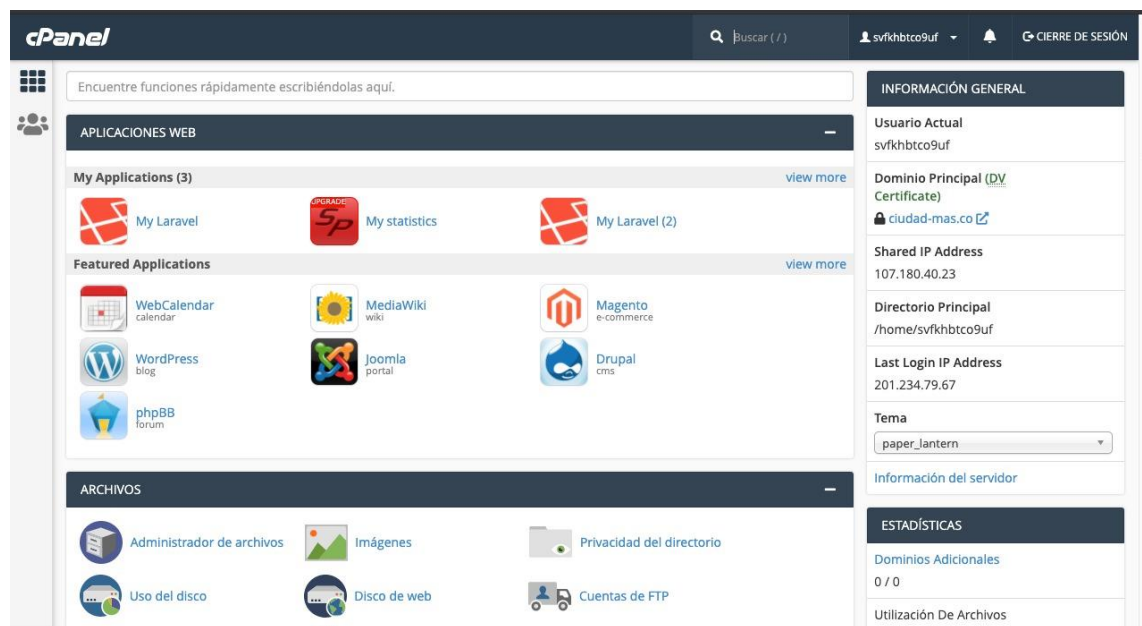 cPanel
Buscar ( / )
svfkhbtco9uf
CIERRE DE SESIÓN
Encuentre funciones rápidamente escribiéndolas aquí.
APLICACIONES WEB
My Applications (3)
view more
My Laravel
UPGRADE
SP
My statistics
My Laravel (2)
Featured Applications
view more
WebCalendar
calendar
MediaWiki
wiki
Magento
e-commerce
WordPress
blog
Joomla
portal
Drupal
cms
phpBB
forum
ARCHIVOS
Administrador de archivos
Imágenes
Privacidad del directorio
Uso del disco
Disco de web
Cuentas de FTP
INFORMACIÓN GENERAL
Usuario Actual
svfkhbtco9uf
Dominio Principal (DV
Certificate)
ciudad-mas.co
Shared IP Address
107.180.40.23
Directorio Principal
/home/svfkhbtco9uf
Last Login IP Address
201.234.79.67
Tema
paper_lantern
Información del servidor
ESTADÍSTICAS
Dominios Adicionales
0 / 0
Utilización De Archivos